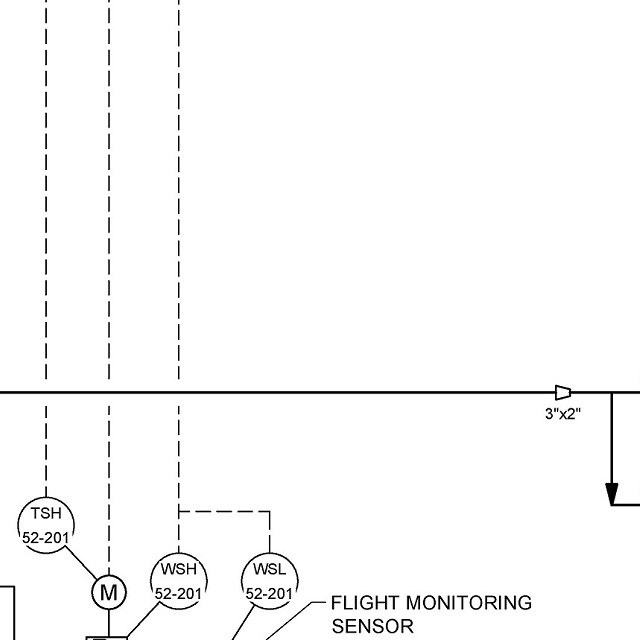 3"x2"
TSH
52-201
WSH
52-201
WSL
52-201
M
FLIGHT MONITORING
SENSOR